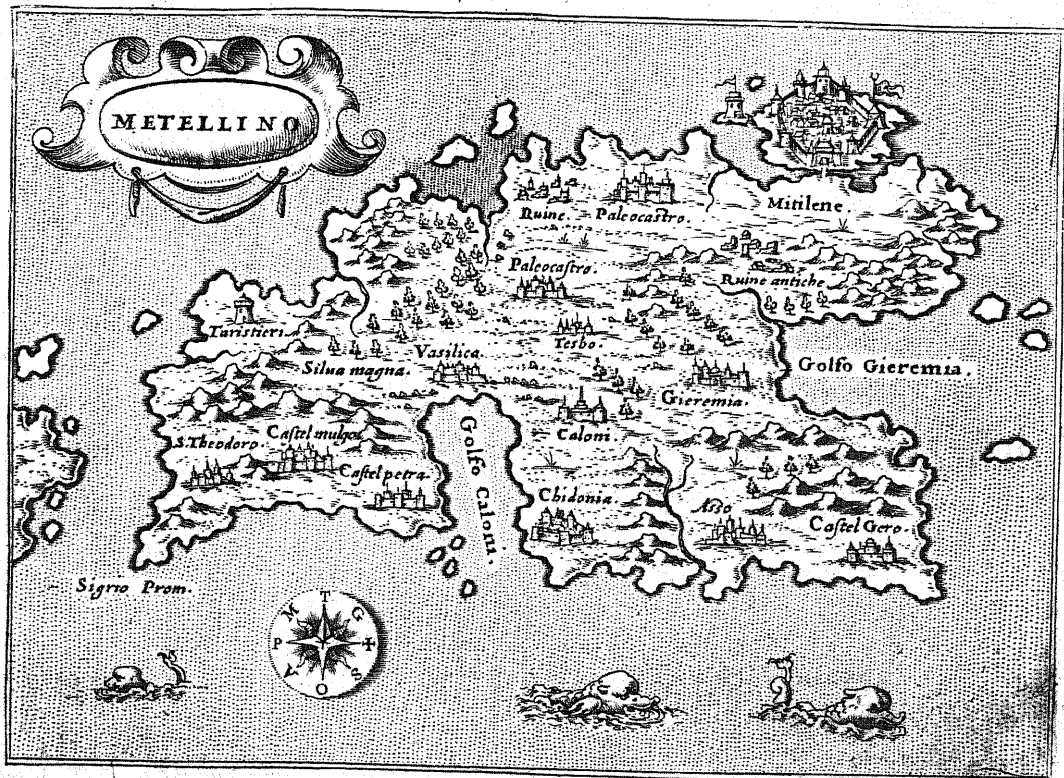 METELLINO
Mitilene
Ruine. Paleocastro.
Paleocastro.
Ruine antiche
Taristieri.
Tesbo.
Vasilica.
Silua magna.
Golfo Gieremia.
Gieremia.
Caloni.
S. Theodoro.
Castel mulgo
Castel petra.
Golfo Caloni.
Chidonia.
Asso
Castel Gero.
Sigrio Prom.
T
G
S
O
A
P
M